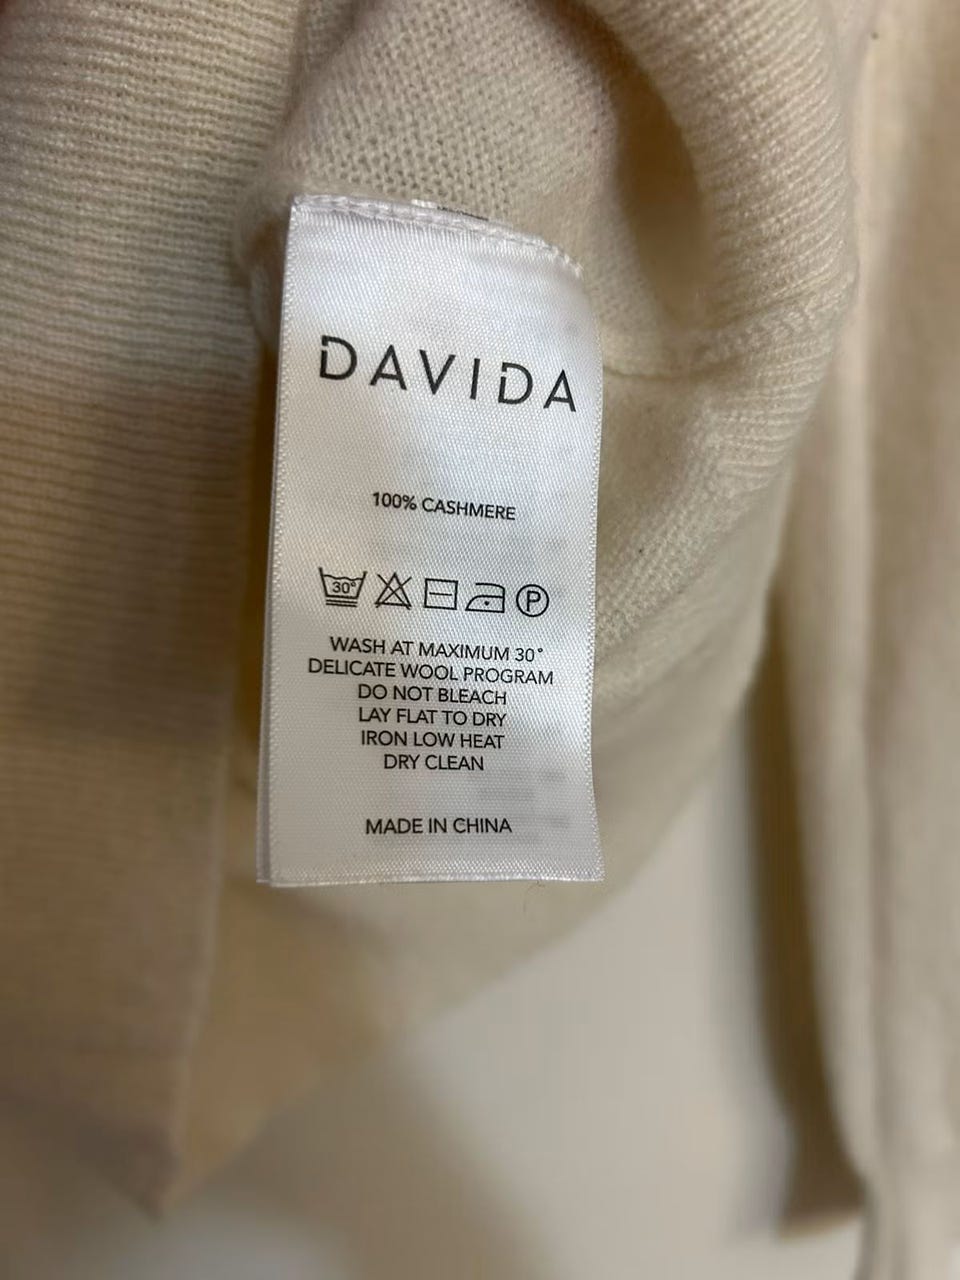 DAVIDA
100% CASHMERE
30° P
WASH AT MAXIMUM 30°
DELICATE WOOL PROGRAM
DO NOT BLEACH
LAY FLAT TO DRY
IRON LOW HEAT
DRY CLEAN
MADE IN CHINA